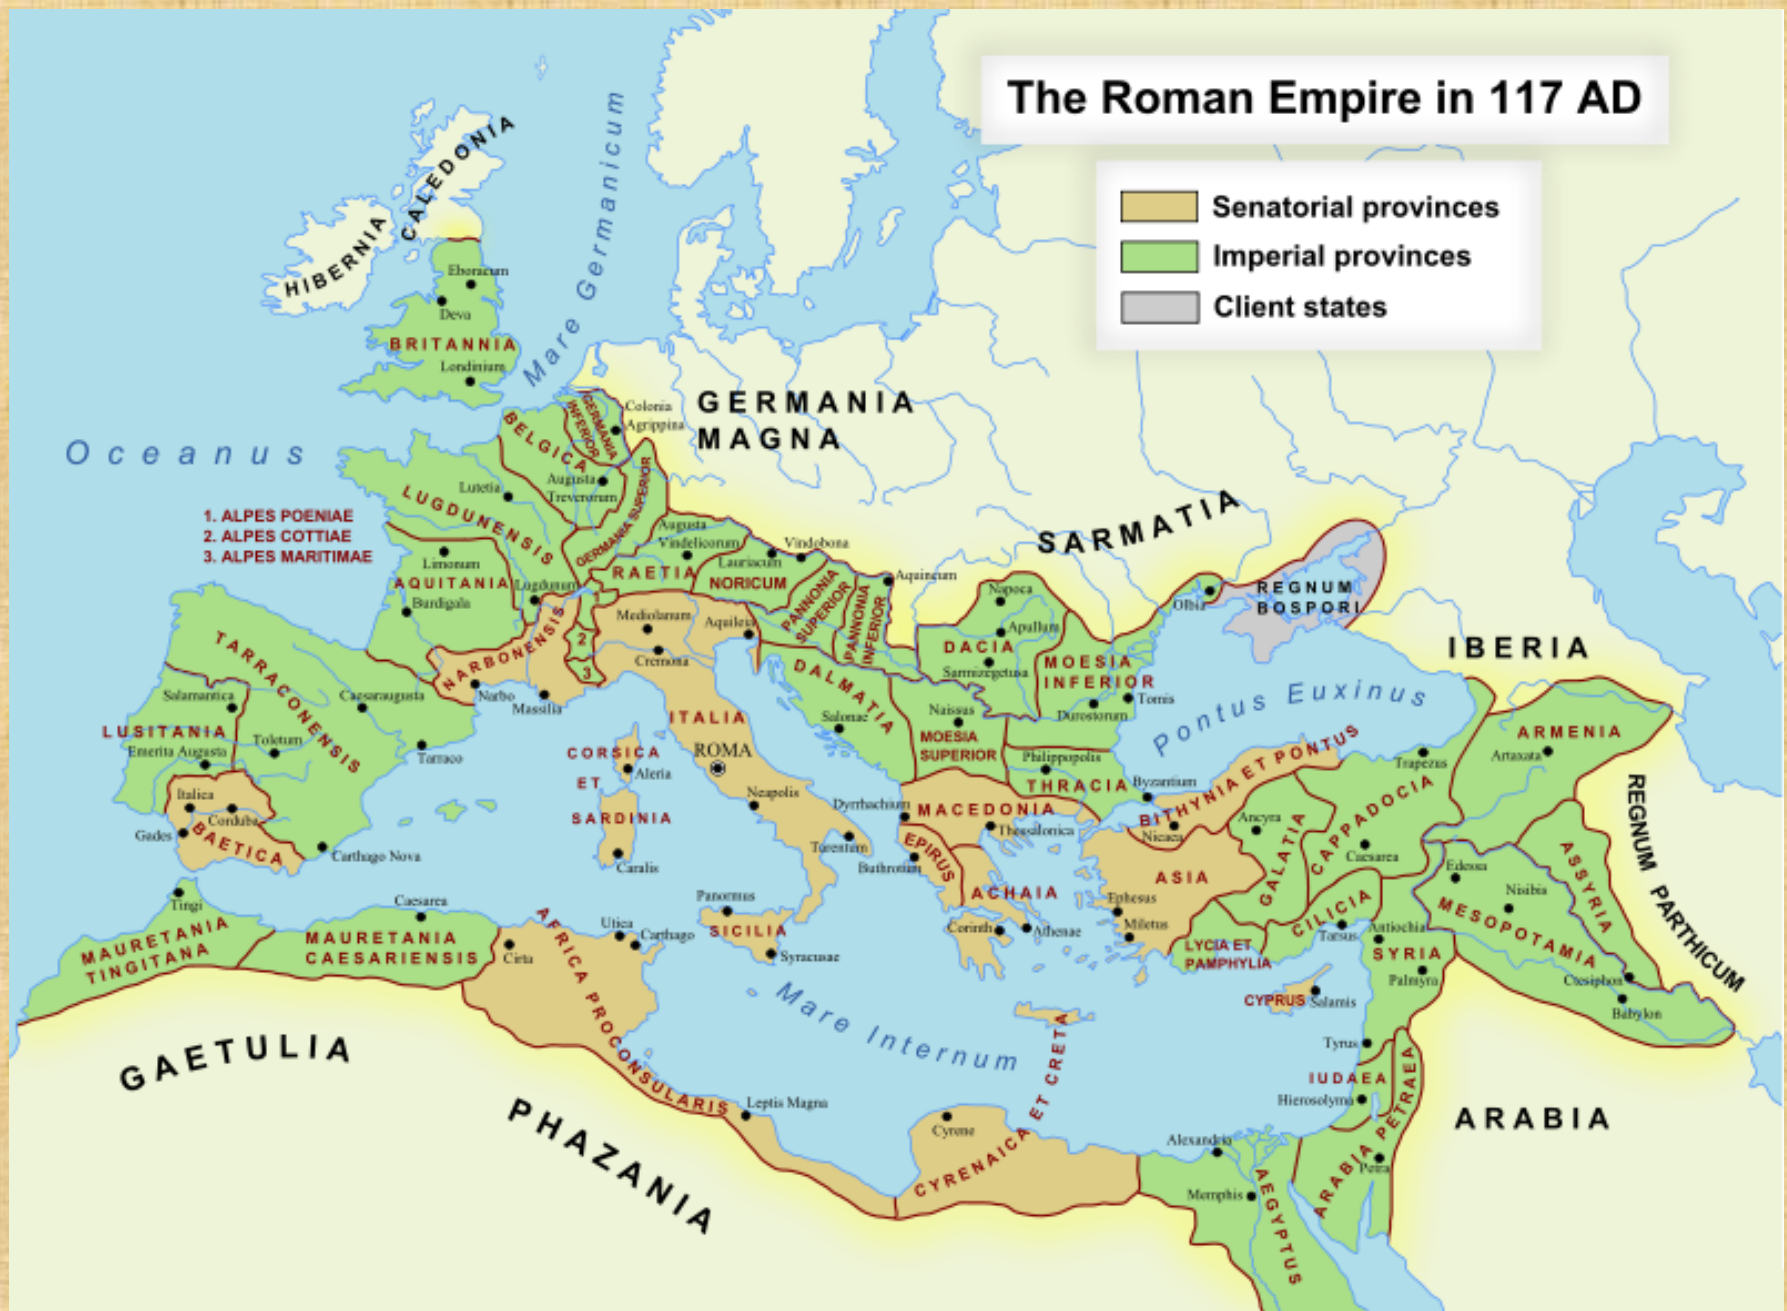 The Roman Empire in 117 AD
Senatorial provinces
Imperial provinces
Client states
CALEDONIA
HIBERNIA
Mare Germanicum
Eboracum
Deva
BRITANNIA
Londinium
Oceanus
GERMANIA
MAGNA
Colonia
Agrippina
GERMANIA
INFERIOR
BELGICA
Augusta
Treverorum
Lutetia
LUGDUNENSIS
GERMANIA SUPERIOR
1. ALPES POENIAE
2. ALPES COTTIAE
3. ALPES MARITIMAE
Limonum
AQUITANIA
Lugdunum
Burdigala
Augusta
Vindelicorum
RAETIA
Lauriacum
NORICUM
Vindobona
PANNONIA
SUPERIOR
PANNONIA
INFERIOR
Aquincum
SARMATIA
Napoca
Apullum
DACIA
Sarmizegetusa
MOESIA
INFERIOR
Durostorum
Tomis
Olbia
REGNUM
BOSPORI
IBERIA
Pontus Euxinus
1
2
3
NARBONENSIS
Narbo
Massilia
Mediolanum
Cremona
Aquileia
DALMATIA
Salonae
Naissus
MOESIA
SUPERIOR
Philippopolis
THRACIA
Byzantium
TARRACONENSIS
Salamantica
LUSITANIA
Emerita Augusta
Toletum
Caesaraugusta
Tarraco
Italica
Corduba
Gades
BAETICA
Carthago Nova
ITALIA
ROMA
CORSICA
ET
SARDINIA
Aleria
Caralis
Neapolis
Turentum
Dyrrhachium
MACEDONIA
Thessalonica
EPIRUS
Buthrotum
ACHAIA
Corinth
Athenae
Panormus
SICILIA
Syracusae
BITHYNIA ET PONTUS
Nicaea
Ancyra
GALATIA
CAPPADOCIA
Caesarea
Trapezus
ARMENIA
Artaxata
REGNUM PARTHICUM
ASIA
Ephesus
Miletus
LYCIA ET
PAMPHYLIA
CILICIA
Tarsus
Antiochia
SYRIA
Palmyra
Edessa
Nisibia
MESOPOTAMIA
ASSYRIA
Ctesiphon
Babylon
CYPRUS
Salamis
Tyrus
IUDAEA
Hierosolyma
ARABIA PETRAEA
Petra
ARABIA
Tingi
MAURETANIA
TINGITANA
Caesarea
MAURETANIA
CAESARIENSIS
Cirta
Utica
Carthago
AFRICA PROCONSULARIS
Leptis Magna
Mare Internum
GAETULIA
PHAZANIA
Cyrene
CYRENAICA ET CRETA
Alexandria
Memphis
AEGYPTUS